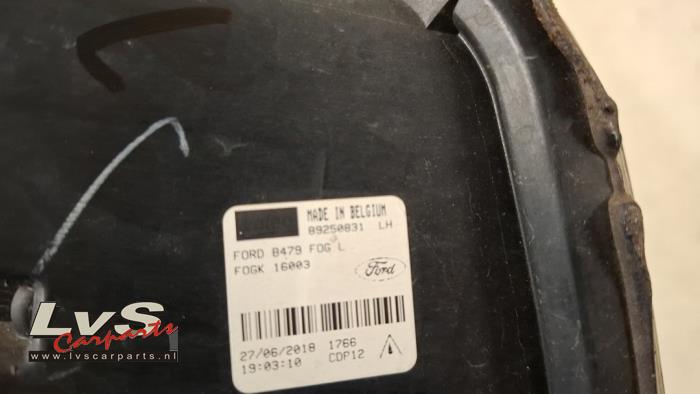 MADE IN BELGIUM
89250831 LH
FORD B479 FOG L
FOGK 16003
Ford
27/06/2018 1766
19:03:10 CDP12
LvS
Carparts
www.lvscarparts.nl